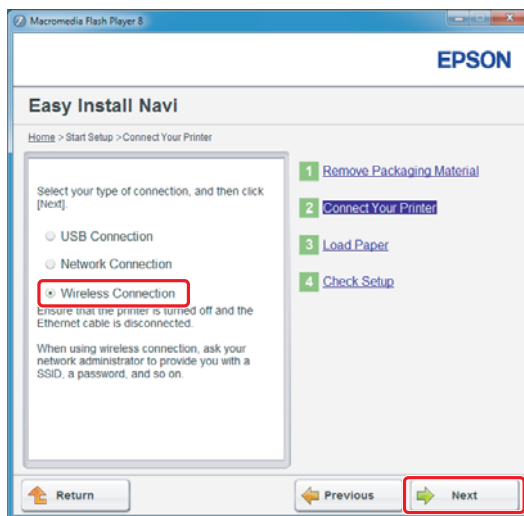 Macromedia Flash Player 8
EPSON
Easy Install Navi
Home > Start Setup >Connect Your Printer
Select your type of connection, and then click
[Next].
USB Connection
Network Connection
Wireless Connection
Ensure that the printer is turned off and the
Ethernet cable is disconnected.
When using wireless connection, ask your
network administrator to provide you with a
SSID, a password, and so on.
1 Remove Packaging Material
2 Connect Your Printer
3 Load Paper
4 Check Setup
Return
Previous
Next